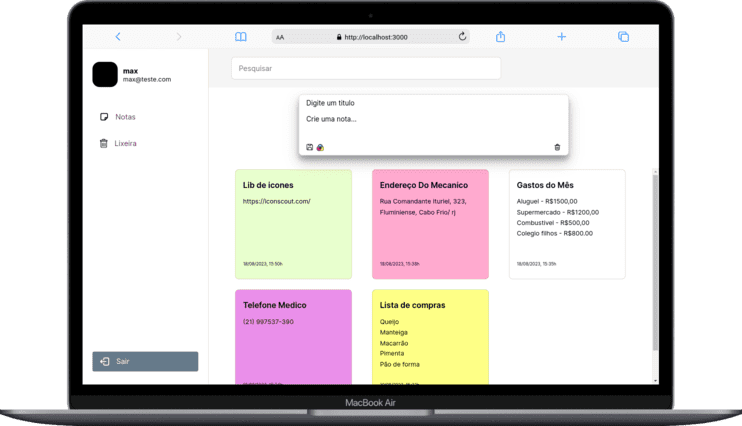 AA
http://localhost:3000
max
max@teste.com
Notas
Lixeira
Sair
Pesquisar
Digite um titulo
Crie uma nota...
Lib de icones
https://iconscout.com/
18/08/2023, 15:50h
Endereço Do Mecanico
Rua Comandante Ituriel, 323,
Fluminiense, Cabo Frio/ rj
18/08/2023, 15:38h
Gastos do Mês
Aluguel - R$1500,00
Supermercado - R$1200,00
Combustivel - R$500,00
Colegio filhos - R$800.00
18/08/2023, 15:35h
Telefone Medico
(21) 997537-390
Lista de compras
Queijo
Manteiga
Macarrão
Pimenta
Pão de forma
MacBook Air